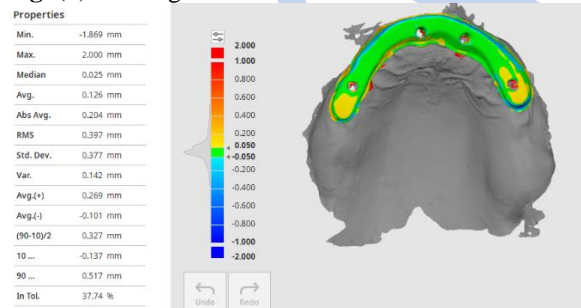 Properties
Min. -1.869 mm
Max. 2.000 mm
Median 0.025 mm
Avg. 0.126 mm
Abs Avg. 0.204 mm
RMS 0.397 mm
Std. Dev. 0.377 mm
Var. 0.142 mm
Avg.(+) 0.269 mm
Avg.(-) -0.101 mm
(90-10)/2 0.327 mm
10 ... -0.137 mm
90 ... 0.517 mm
In Tol. 37.74 %
2.000
1.000
0.800
0.600
0.400
0.200
0.050
-0.050
-0.200
-0.400
-0.600
-0.800
-1.000
-2.000
Undo Redo